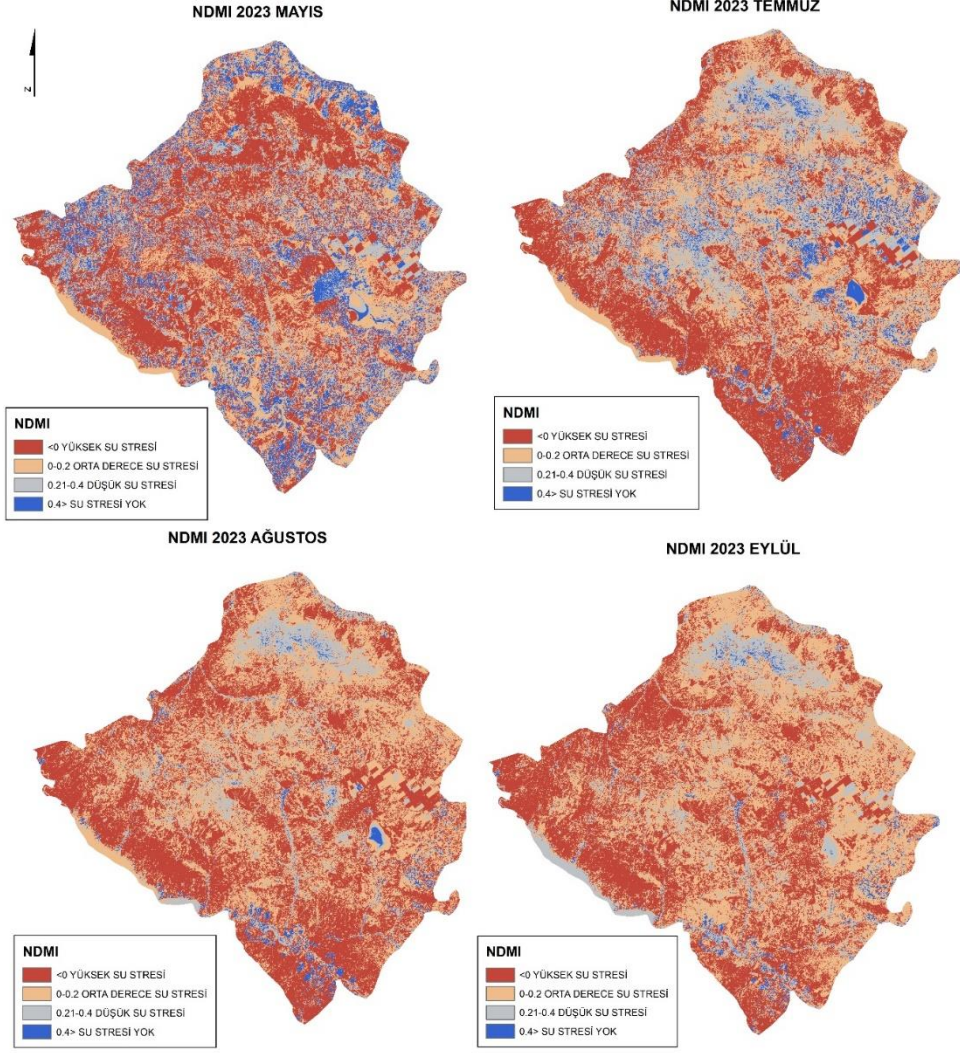 NDMI 2023 MAYIS
NDMI 2023 TEMMUZ
N
NDMI
<0 YÜKSEK SU STRESİ
0-0.2 ORTA DERECE SU STRESİ
0.21-0.4 DÜŞÜK SU STRESİ
0.4> SU STRESİ YOK
NDMI
<0 YÜKSEK SU STRESİ
0-0.2 ORTA DERECE SU STRESİ
0.21-0.4 DÜŞÜK SU STRESİ
0.4> SU STRESİ YOK
NDMI 2023 AĞUSTOS
NDMI 2023 EYLÜL
NDMI
<0 YÜKSEK SU STRESİ
0-0.2 ORTA DERECE SU STRESİ
0.21-0.4 DÜŞÜK SU STRESİ
0.4> SU STRESİ YOK
NDMI
<0 YÜKSEK SU STRESİ
0-0.2 ORTA DERECE SU STRESİ
0.21-0.4 DÜŞÜK SU STRESİ
0.4> SU STRESİ YOK